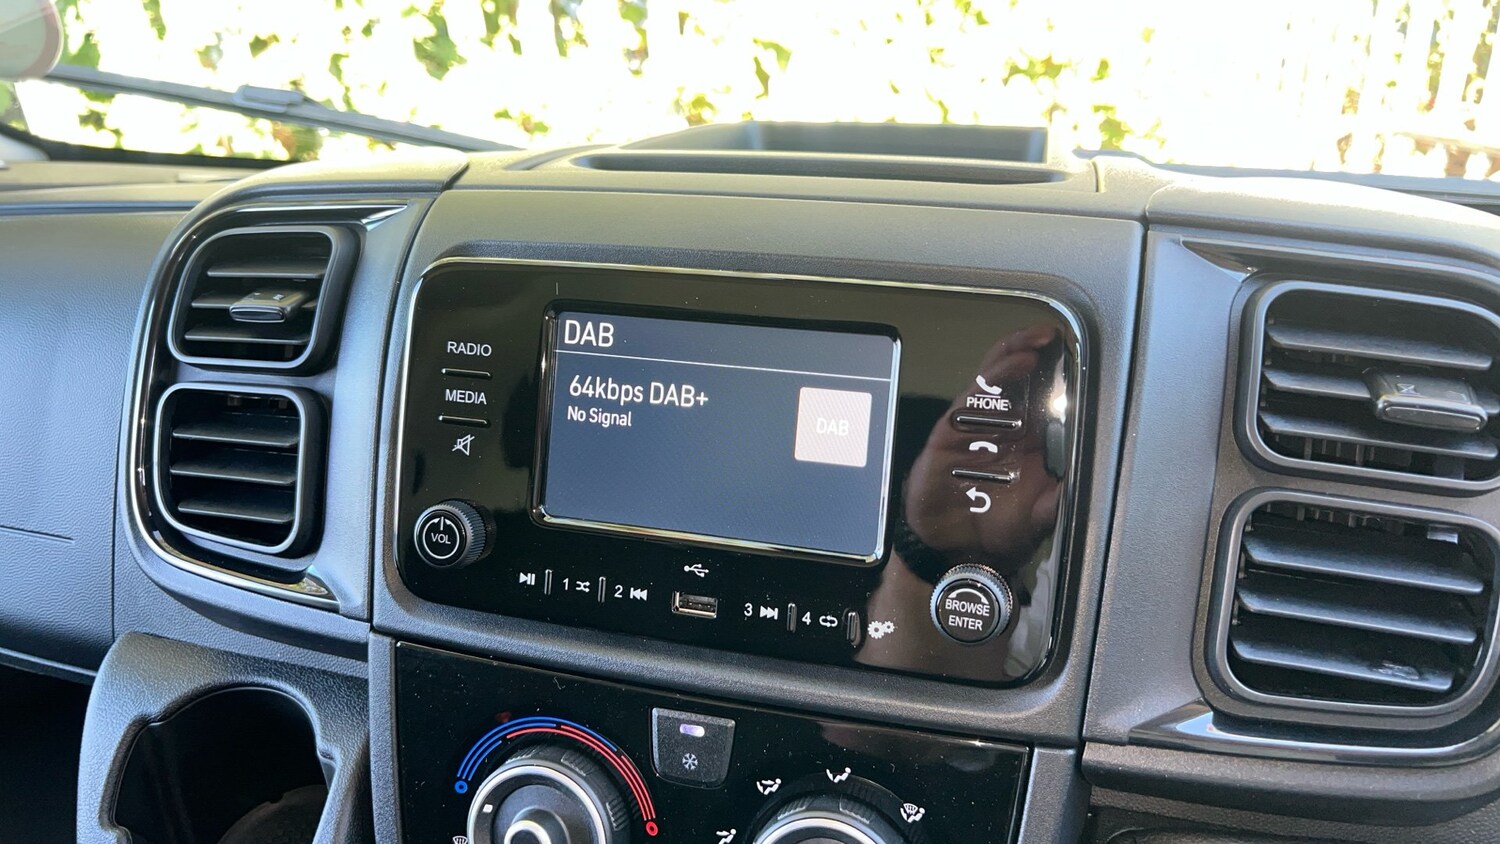 DAB
64kbps DAB+
No Signal
DAB
RADIO
MEDIA
VOL
PHONE
1
2
3
4
BROWSE
ENTER